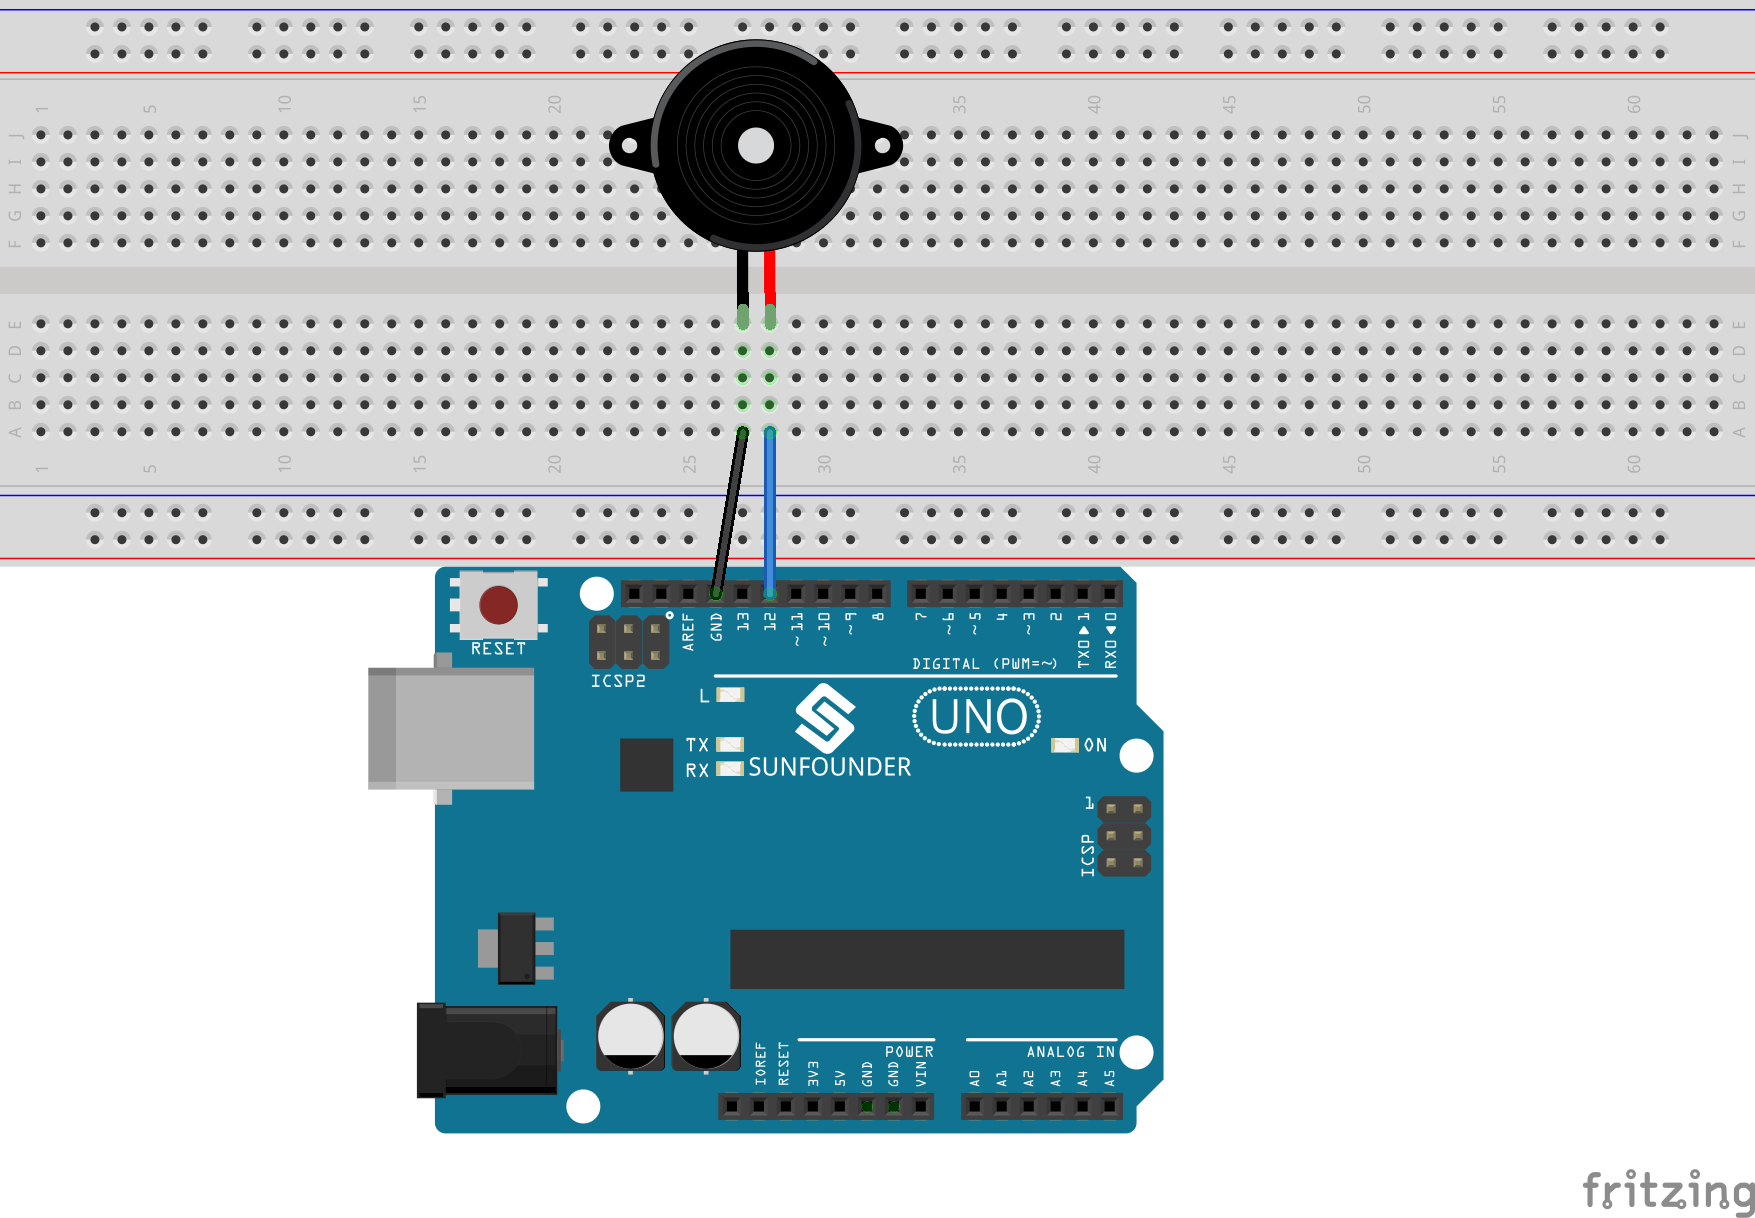 1 5 10 15 20 35 40 45 50 55 60
J J
I I
H H
G G
F F
E E
D D
C C
B B
A A
1 5 10 15 20 25 30 35 40 45 50 55 60
RESET
AREF GND 13 12 ~11 ~10 ~9 8 7 ~6 ~5 4 ~3 2 TX0▶1 RX0◀0
ICSP2
DIGITAL (PWM=~)
L
UNO
TX
ON
RX
SUNFOUNDER
1
ICSP
POWER
ANALOG IN
IOREF RESET 3V3 5V GND GND VIN A0 A1 A2 A3 A4 A5
fritzing